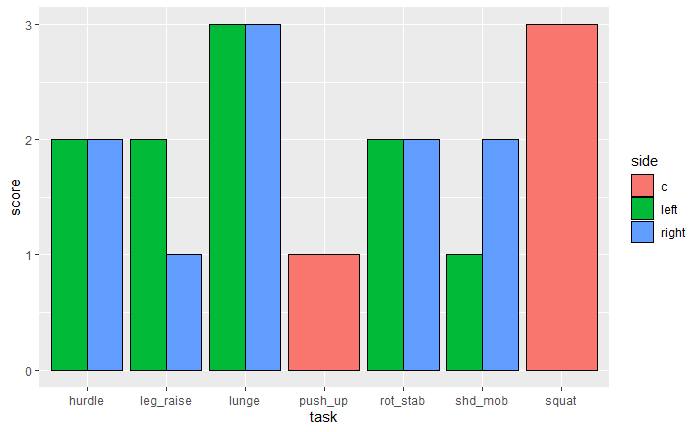 3
2
1
0
score
hurdle leg_raise lunge push_up rot_stab shd_mob squat
task
side
c
left
right